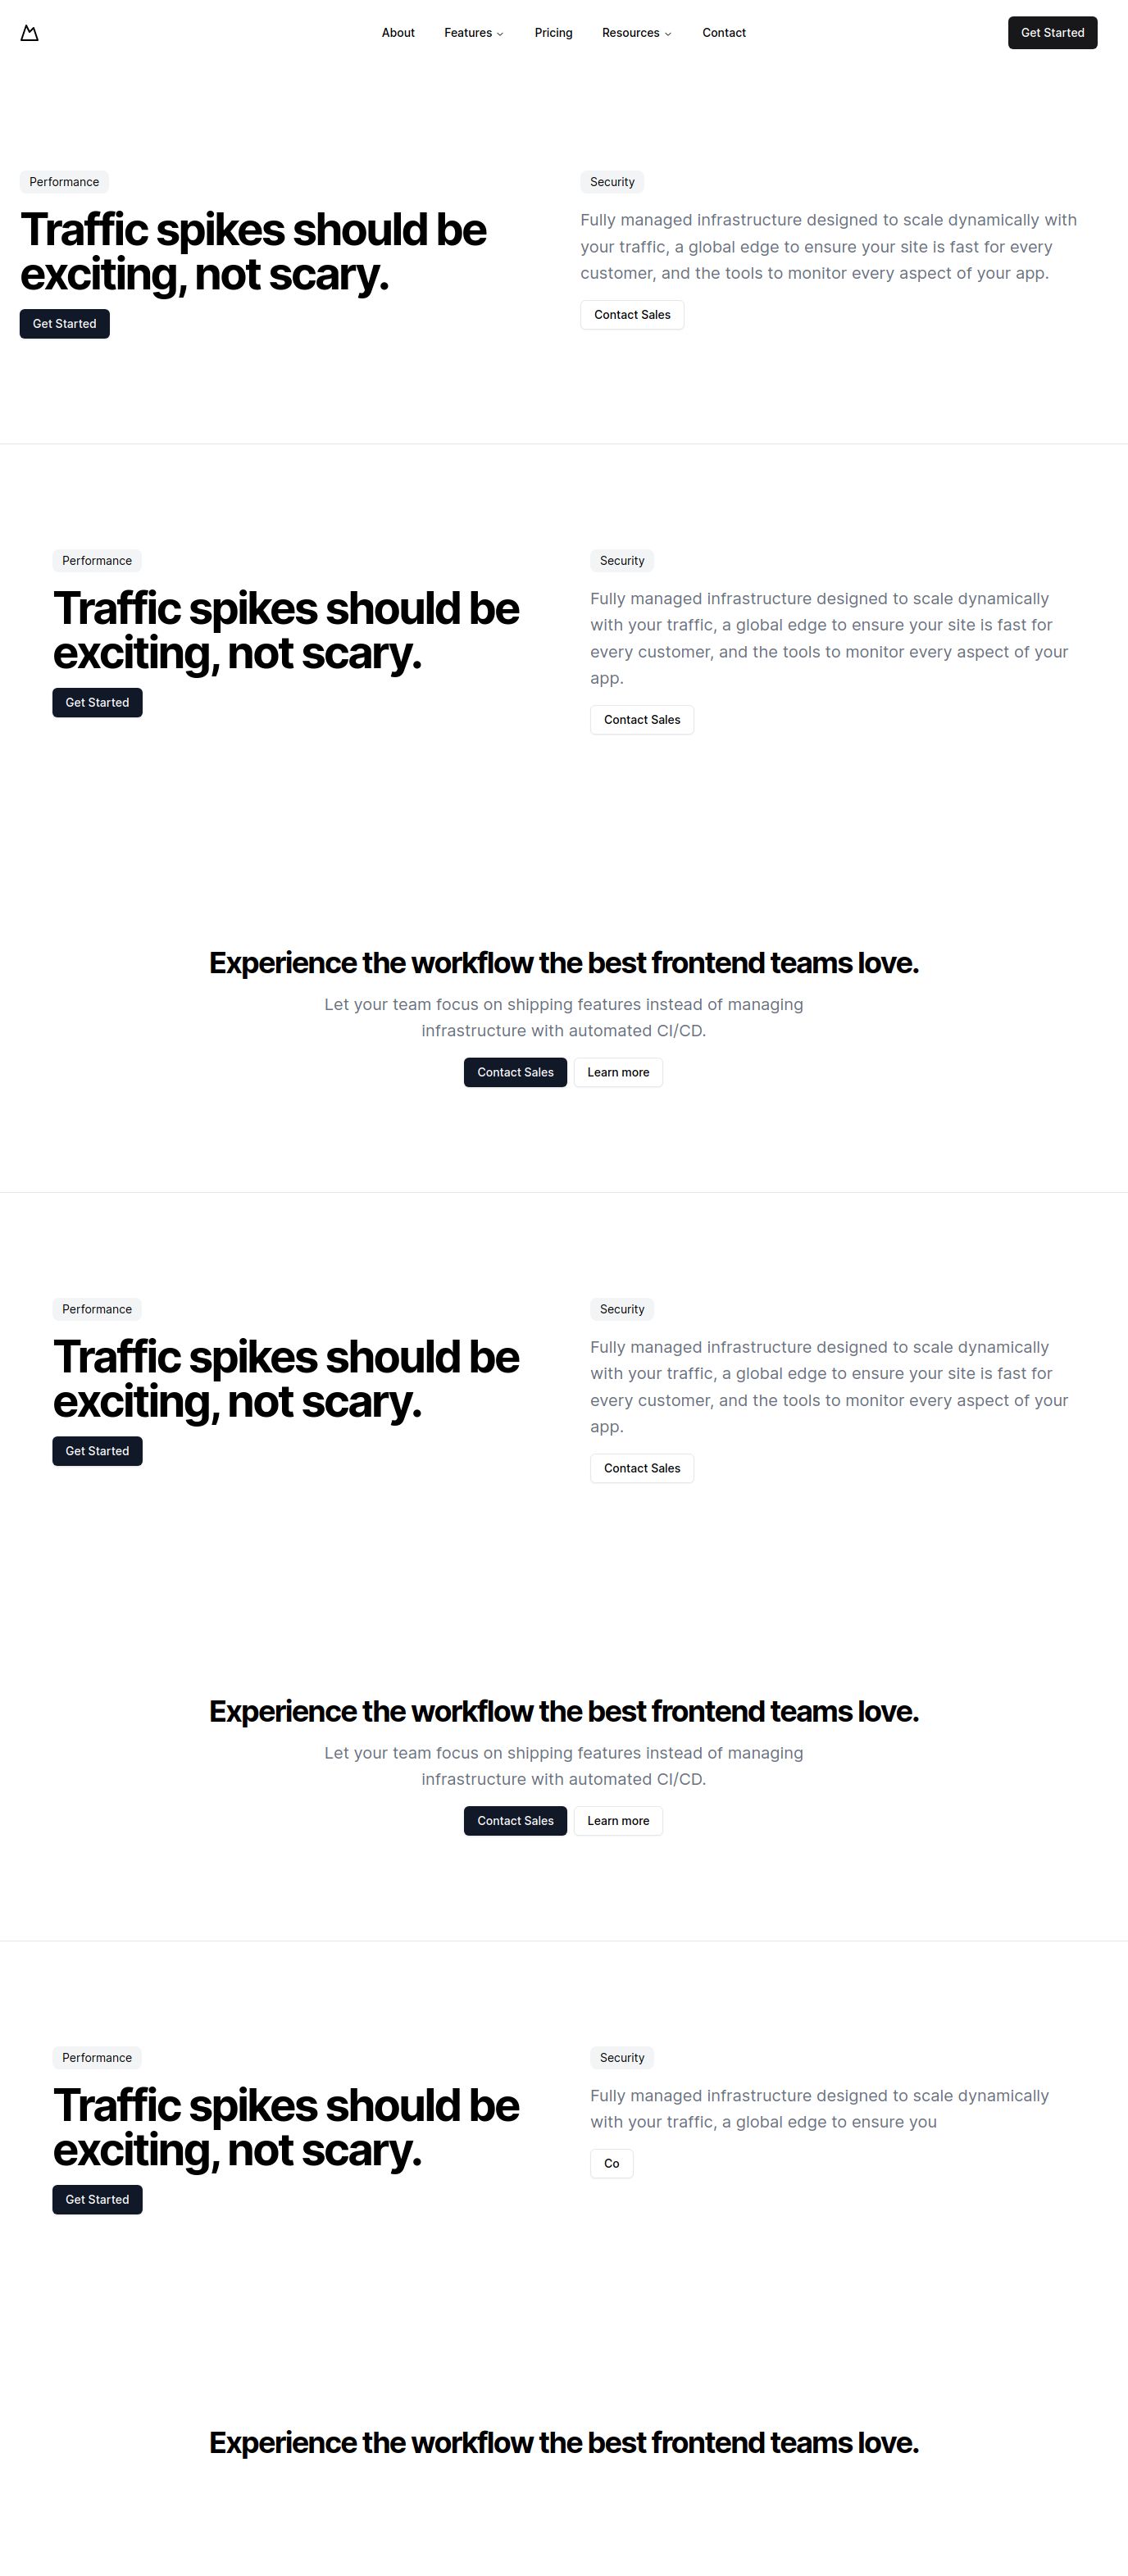 About Features Pricing Resources Contact Get Started
Performance
Traffic spikes should be
exciting, not scary.
Get Started
Security
Fully managed infrastructure designed to scale dynamically with
your traffic, a global edge to ensure your site is fast for every
customer, and the tools to monitor every aspect of your app.
Contact Sales
Performance
Traffic spikes should be
exciting, not scary.
Get Started
Security
Fully managed infrastructure designed to scale dynamically
with your traffic, a global edge to ensure your site is fast for
every customer, and the tools to monitor every aspect of your
app.
Contact Sales
Experience the workflow the best frontend teams love.
Let your team focus on shipping features instead of managing
infrastructure with automated CI/CD.
Contact Sales Learn more
Performance
Traffic spikes should be
exciting, not scary.
Get Started
Security
Fully managed infrastructure designed to scale dynamically
with your traffic, a global edge to ensure your site is fast for
every customer, and the tools to monitor every aspect of your
app.
Contact Sales
Experience the workflow the best frontend teams love.
Let your team focus on shipping features instead of managing
infrastructure with automated CI/CD.
Contact Sales Learn more
Performance
Traffic spikes should be
exciting, not scary.
Get Started
Security
Fully managed infrastructure designed to scale dynamically
with your traffic, a global edge to ensure you
Co
Experience the workflow the best frontend teams love.